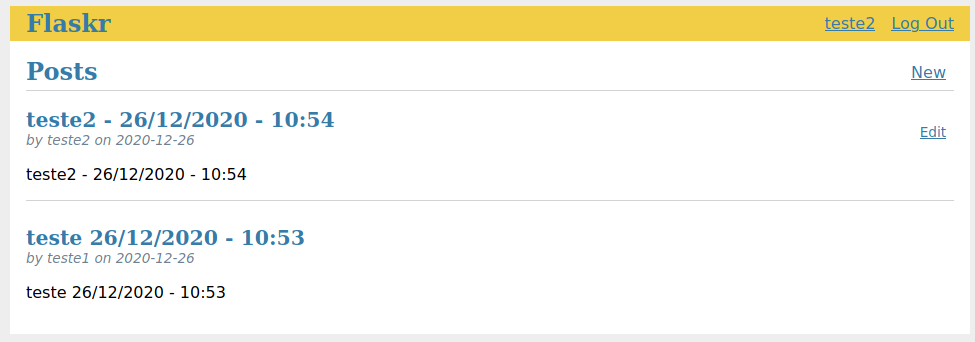 Flaskr teste2 Log Out
Posts New
teste2 - 26/12/2020 - 10:54
by teste2 on 2020-12-26 Edit
teste2 - 26/12/2020 - 10:54
teste 26/12/2020 - 10:53
by teste1 on 2020-12-26
teste 26/12/2020 - 10:53